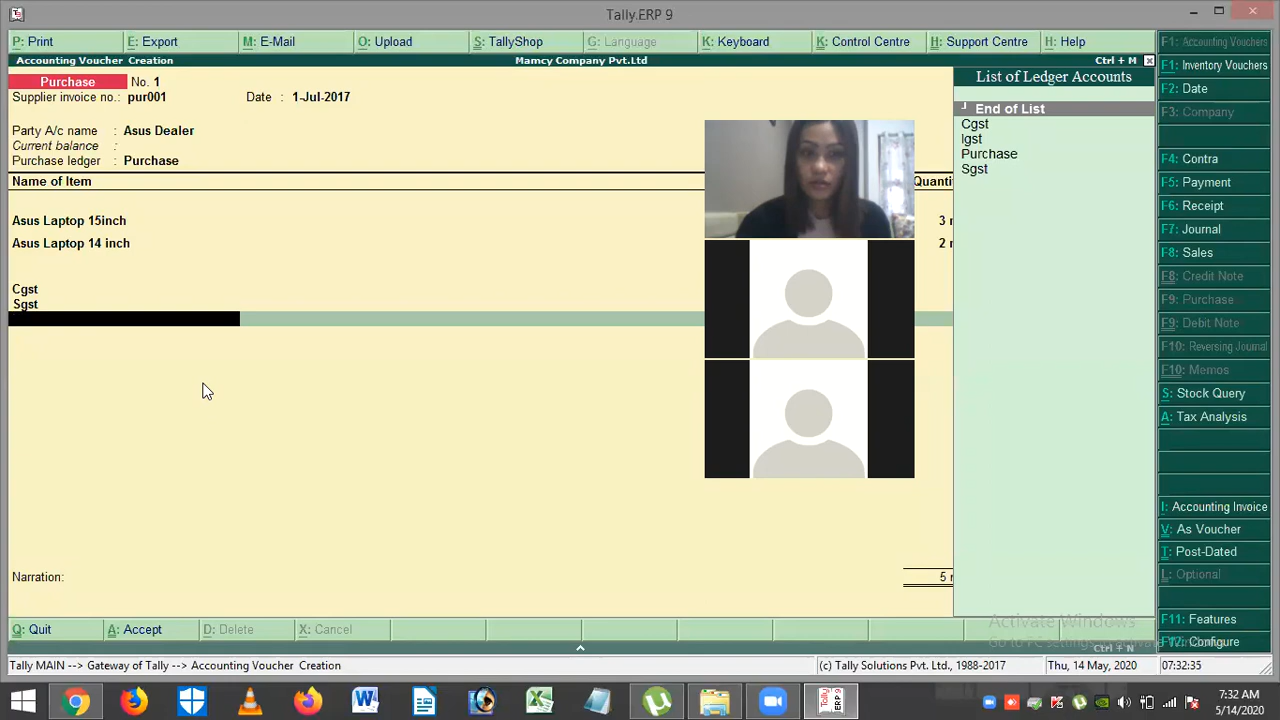 Tally.ERP 9
P: Print
E: Export
M: E-Mail
O: Upload
S: TallyShop
G: Language
K: Keyboard
K: Control Centre
H: Support Centre
H: Help
F1: Accounting Vouchers
Accounting Voucher Creation
Mamcy Company Pvt.Ltd
Ctrl + M
Purchase No. 1
Supplier invoice no.: pur001
Date : 1-Jul-2017
Party A/c name : Asus Dealer
Current balance :
Purchase ledger : Purchase
Name of Item
Quantit
Asus Laptop 15inch
3
Asus Laptop 14 inch
2
Cgst
Sgst
Narration:
5
List of Ledger Accounts
End of List
Cgst
Igst
Purchase
Sgst
F1: Inventory Vouchers
F2: Date
F3: Company
F4: Contra
F5: Payment
F6: Receipt
F7: Journal
F8: Sales
F8: Credit Note
F9: Purchase
F9: Debit Note
F10: Reversing Journal
F10: Memos
S: Stock Query
A: Tax Analysis
I: Accounting Invoice
V: As Voucher
T: Post-Dated
L: Optional
F11: Features
F12: Configure
Activate Windows
Go to PC settings to activate
Q: Quit
A: Accept
D: Delete
X: Cancel
Ctrl + N
Tally MAIN --> Gateway of Tally --> Accounting Voucher Creation
(c) Tally Solutions Pvt. Ltd., 1988-2017
Thu, 14 May, 2020
07:32:35
7:32 AM
5/14/2020